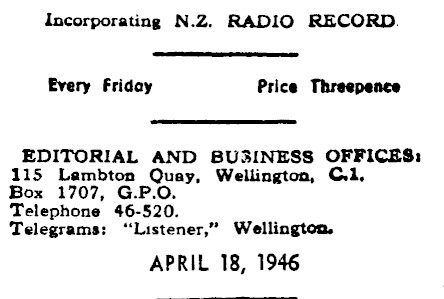 Incorporating N.Z. RADIO RECORD
Every Friday Price Threepence
EDITORIAL AND BUSINESS OFFICES:
115 Lambton Quay, Wellington, C.1.
Box 1707, G.P.O.
Telephone 46-520.
Telegrams: "Listener," Wellington.
APRIL 18, 1946